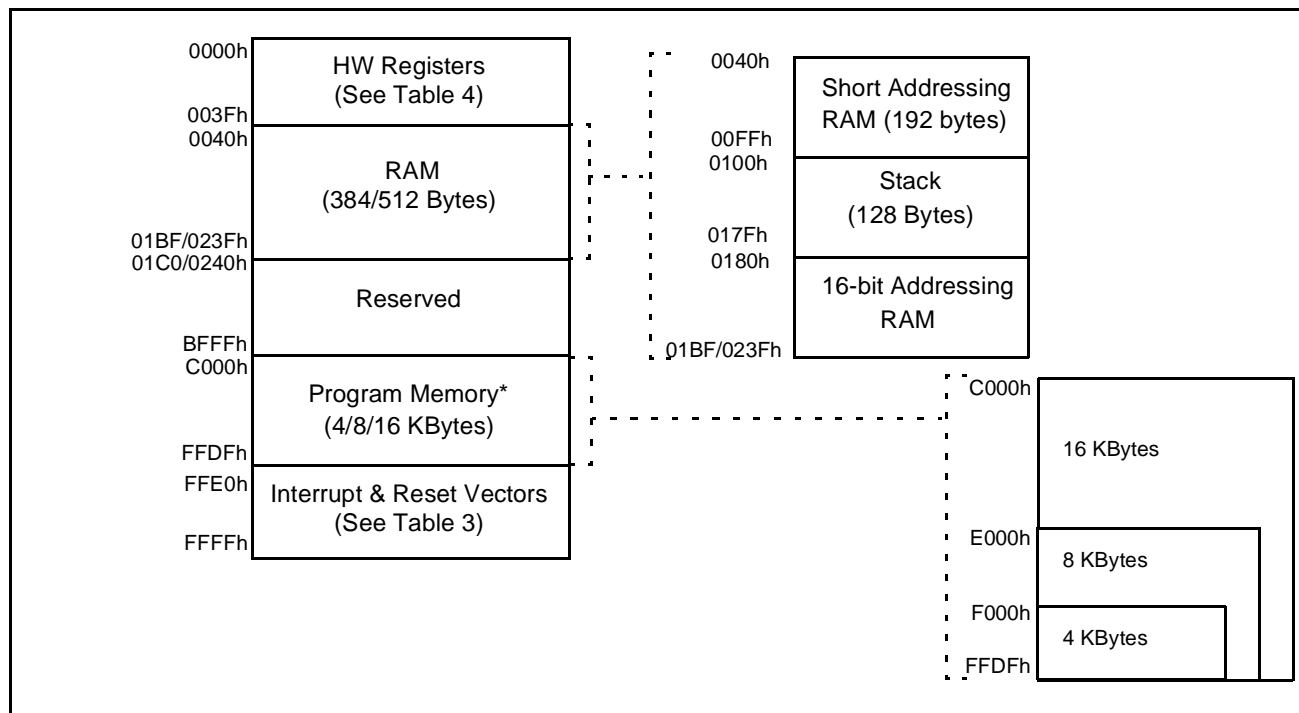 0000h
HW Registers
(See Table 4)
003Fh
0040h
RAM
(384/512 Bytes)
01BF/023Fh
01C0/0240h
Reserved
BFFFh
C000h
Program Memory*
(4/8/16 KBytes)
FFDFh
FFE0h
Interrupt & Reset Vectors
(See Table 3)
FFFFh
0040h
Short Addressing
RAM (192 bytes)
00FFh
0100h
Stack
(128 Bytes)
017Fh
0180h
16-bit Addressing
RAM
01BF/023Fh
C000h
16 KBytes
E000h
8 KBytes
F000h
4 KBytes
FFDFh